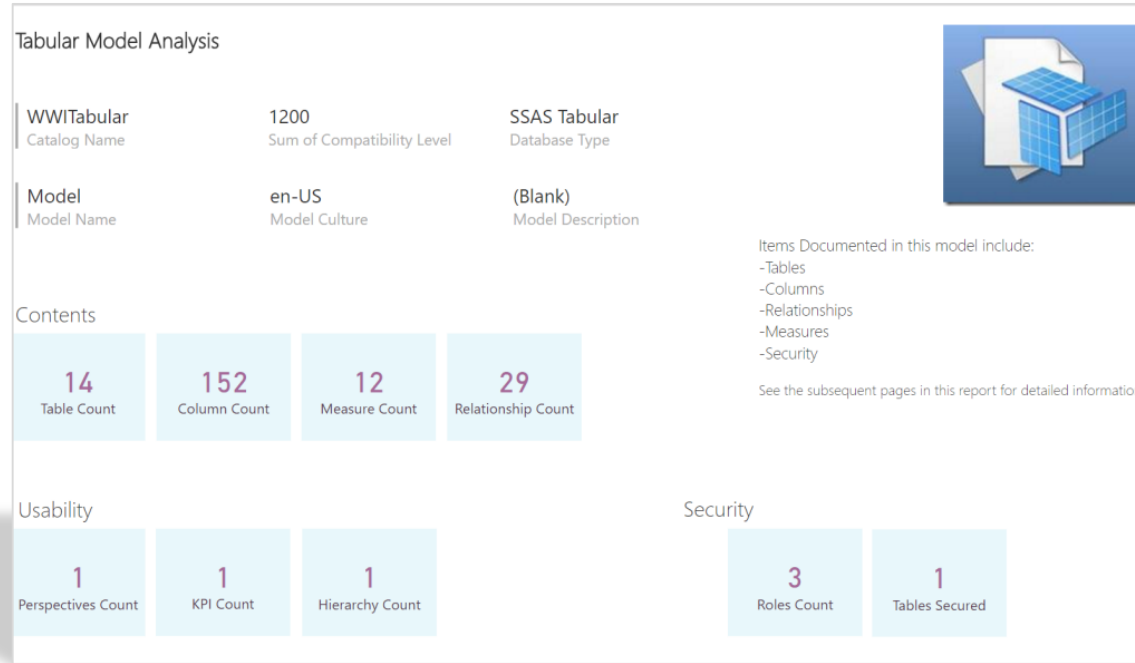 Tabular Model Analysis
WWITabular
Catalog Name
1200
Sum of Compatibility Level
SSAS Tabular
Database Type
Model
Model Name
en-US
Model Culture
(Blank)
Model Description
Items Documented in this model include:
-Tables
-Columns
-Relationships
-Measures
-Security
See the subsequent pages in this report for detailed informatio
Contents
14
Table Count
152
Column Count
12
Measure Count
29
Relationship Count
Usability
1
Perspectives Count
1
KPI Count
1
Hierarchy Count
Security
3
Roles Count
1
Tables Secured